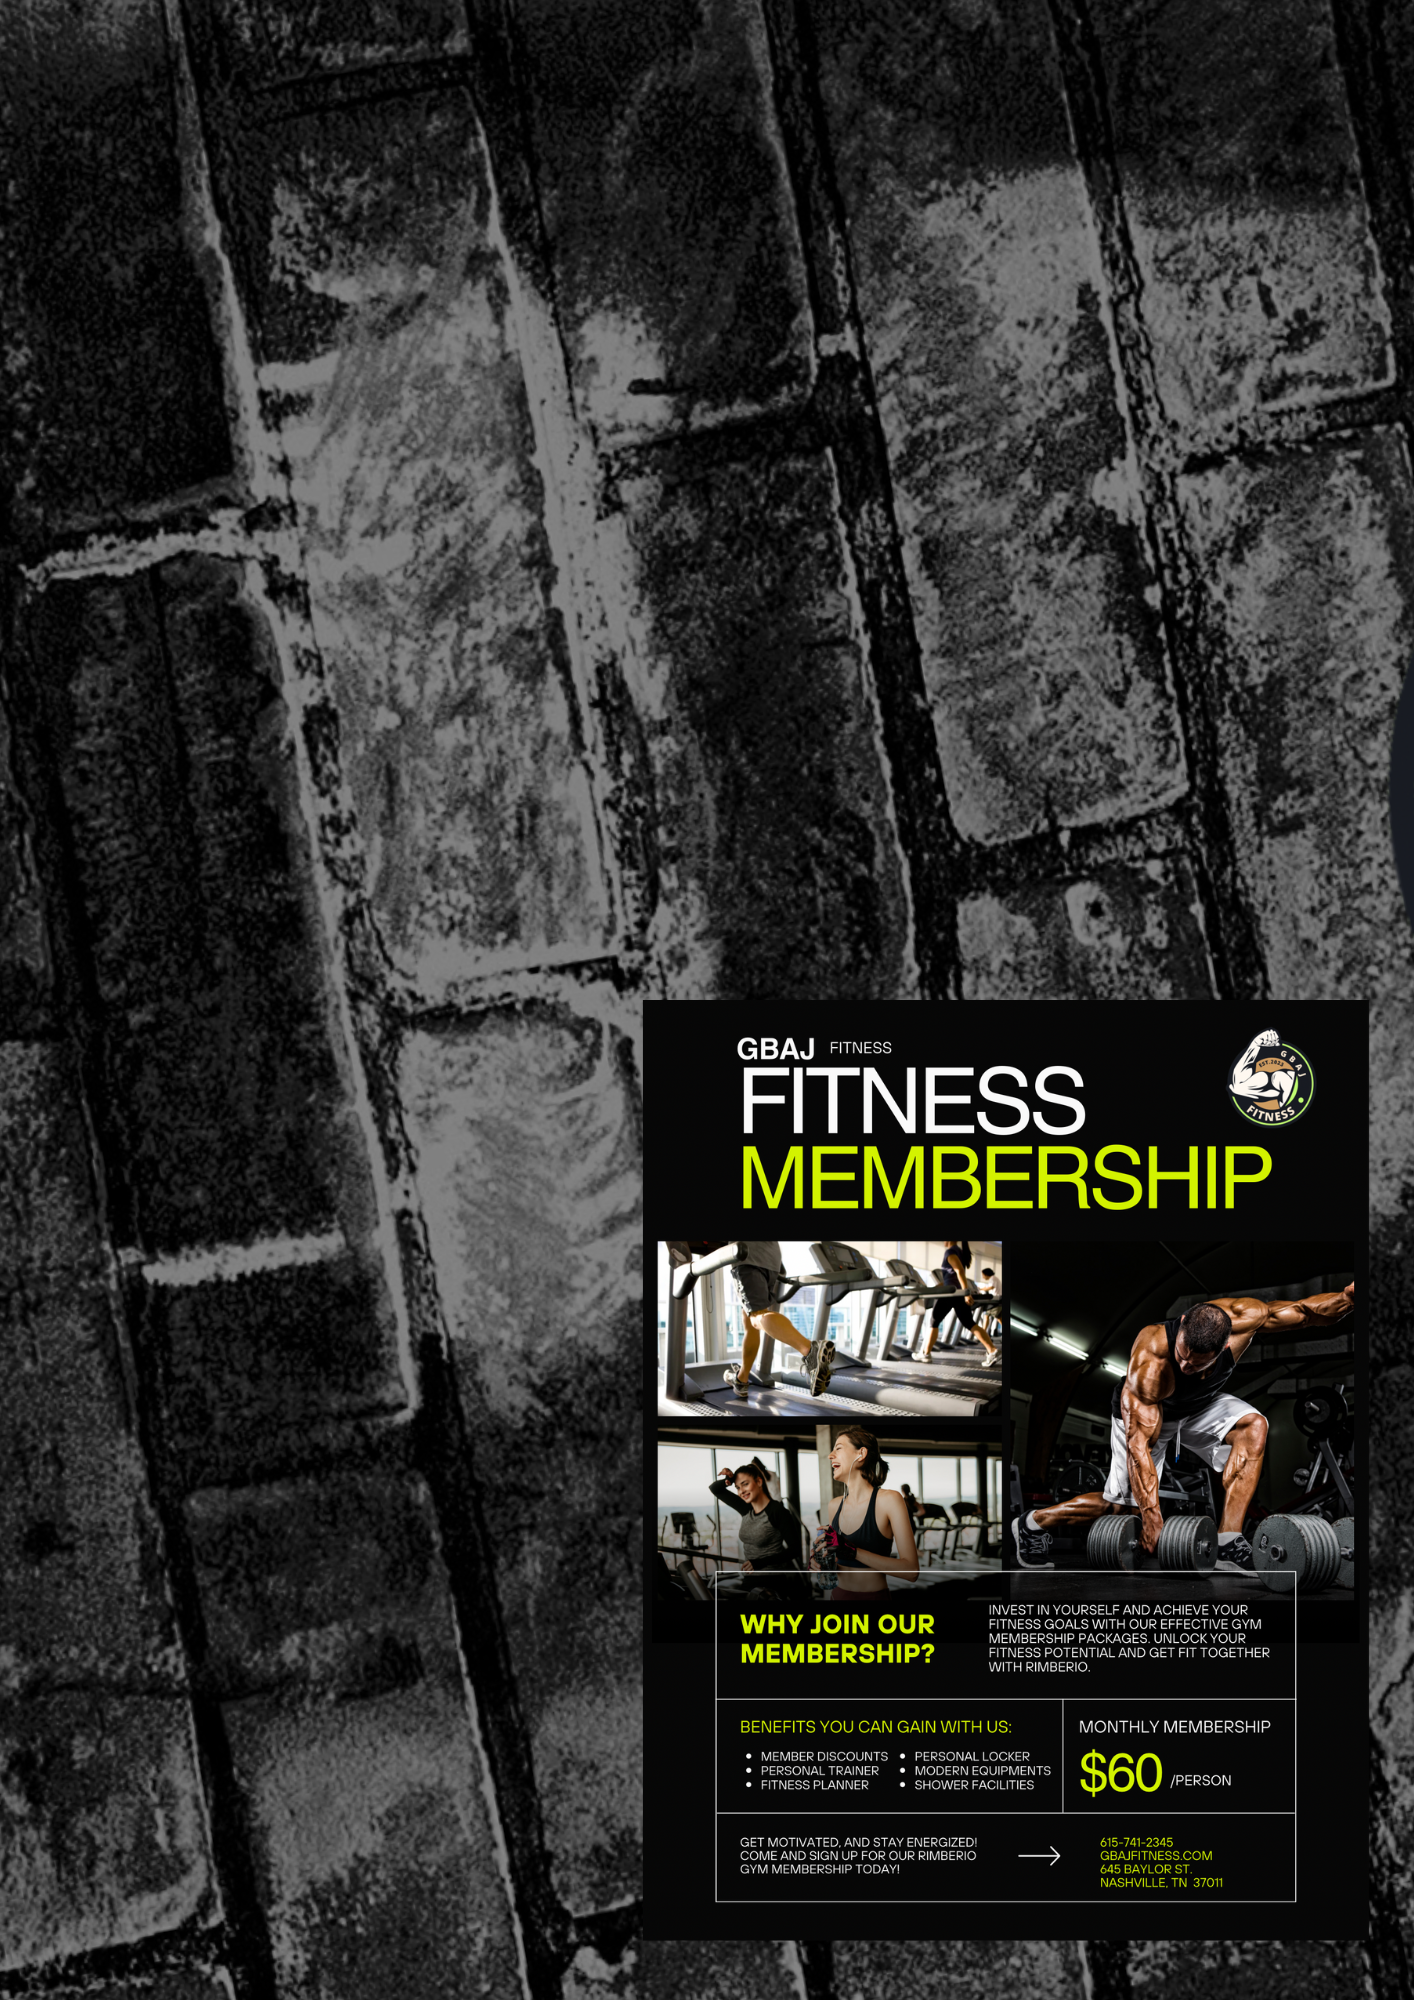 GBAJ FITNESS
FITNESS
MEMBERSHIP
EST. 2025
GBAJ
FITNESS
WHY JOIN OUR
MEMBERSHIP?
INVEST IN YOURSELF AND ACHIEVE YOUR
FITNESS GOALS WITH OUR EFFECTIVE GYM
MEMBERSHIP PACKAGES. UNLOCK YOUR
FITNESS POTENTIAL AND GET FIT TOGETHER
WITH RIMBERIO.
BENEFITS YOU CAN GAIN WITH US:
• MEMBER DISCOUNTS
• PERSONAL TRAINER
• FITNESS PLANNER
• PERSONAL LOCKER
• MODERN EQUIPMENTS
• SHOWER FACILITIES
MONTHLY MEMBERSHIP
$60 /PERSON
GET MOTIVATED, AND STAY ENERGIZED!
COME AND SIGN UP FOR OUR RIMBERIO
GYM MEMBERSHIP TODAY!
615-741-2345
GBAJFITNESS.COM
645 BAYLOR ST.
NASHVILLE, TN 37011